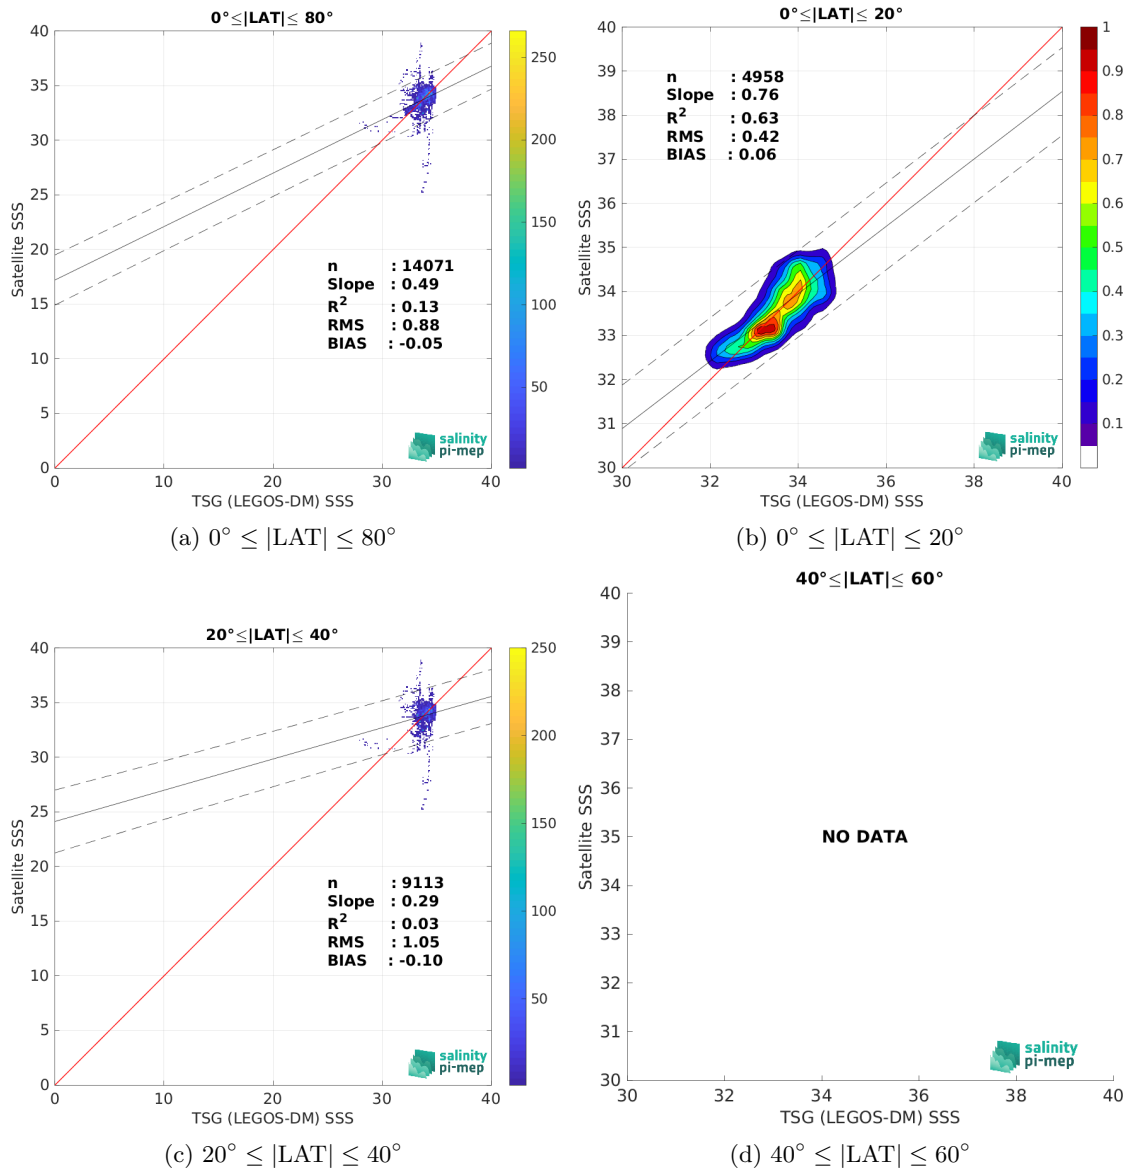 0°≤|LAT|≤ 80°
40
35
30
25
20
15
10
5
0
Satellite SSS
0
10
20
30
40
TSG (LEGOS-DM) SSS
250
200
150
100
50
n : 14071
Slope : 0.49
R² : 0.13
RMS : 0.88
BIAS : -0.05
salinity
pi-mep
(a) 0° ≤ |LAT| ≤ 80°
0°≤|LAT|≤ 20°
40
39
38
37
36
35
34
33
32
31
30
Satellite SSS
30
32
34
36
38
40
TSG (LEGOS-DM) SSS
1
0.9
0.8
0.7
0.6
0.5
0.4
0.3
0.2
0.1
n : 4958
Slope : 0.76
R² : 0.63
RMS : 0.42
BIAS : 0.06
salinity
pi-mep
(b) 0° ≤ |LAT| ≤ 20°
20°≤|LAT|≤ 40°
40
35
30
25
20
15
10
5
0
Satellite SSS
0
10
20
30
40
TSG (LEGOS-DM) SSS
250
200
150
100
50
n : 9113
Slope : 0.29
R² : 0.03
RMS : 1.05
BIAS : -0.10
salinity
pi-mep
(c) 20° ≤ |LAT| ≤ 40°
40°≤|LAT|≤ 60°
40
39
38
37
36
35
34
33
32
31
30
Satellite SSS
NO DATA
30
32
34
36
38
40
TSG (LEGOS-DM) SSS
salinity
pi-mep
(d) 40° ≤ |LAT| ≤ 60°